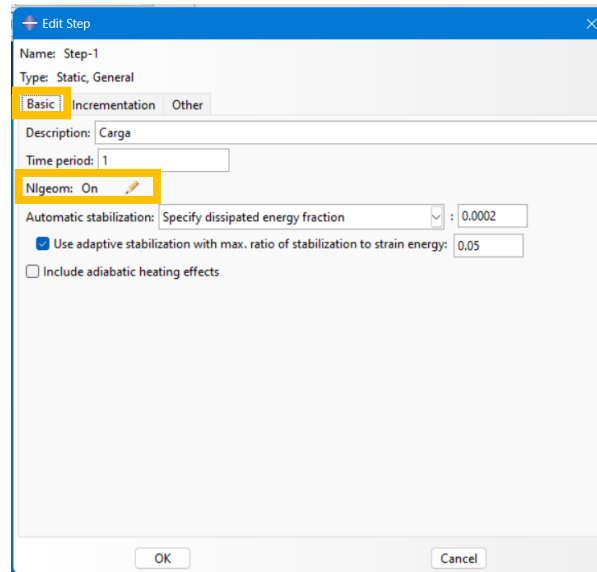 Edit Step
Name: Step-1
Type: Static, General
Basic Incrementation Other
Description: Carga
Time period: 1
Nlgeom: On
Automatic stabilization: Specify dissipated energy fraction : 0.0002
Use adaptive stabilization with max. ratio of stabilization to strain energy: 0.05
Include adiabatic heating effects
OK Cancel